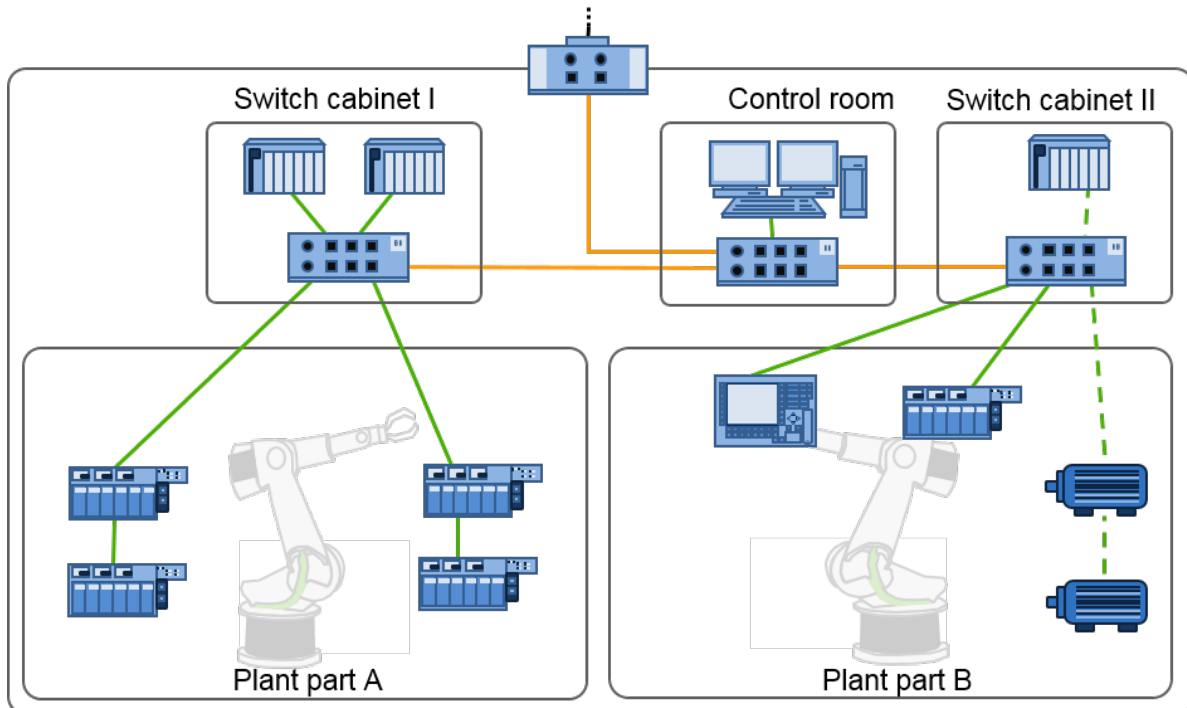 Switch cabinet I
Control room
Switch cabinet II
Plant part A
Plant part B